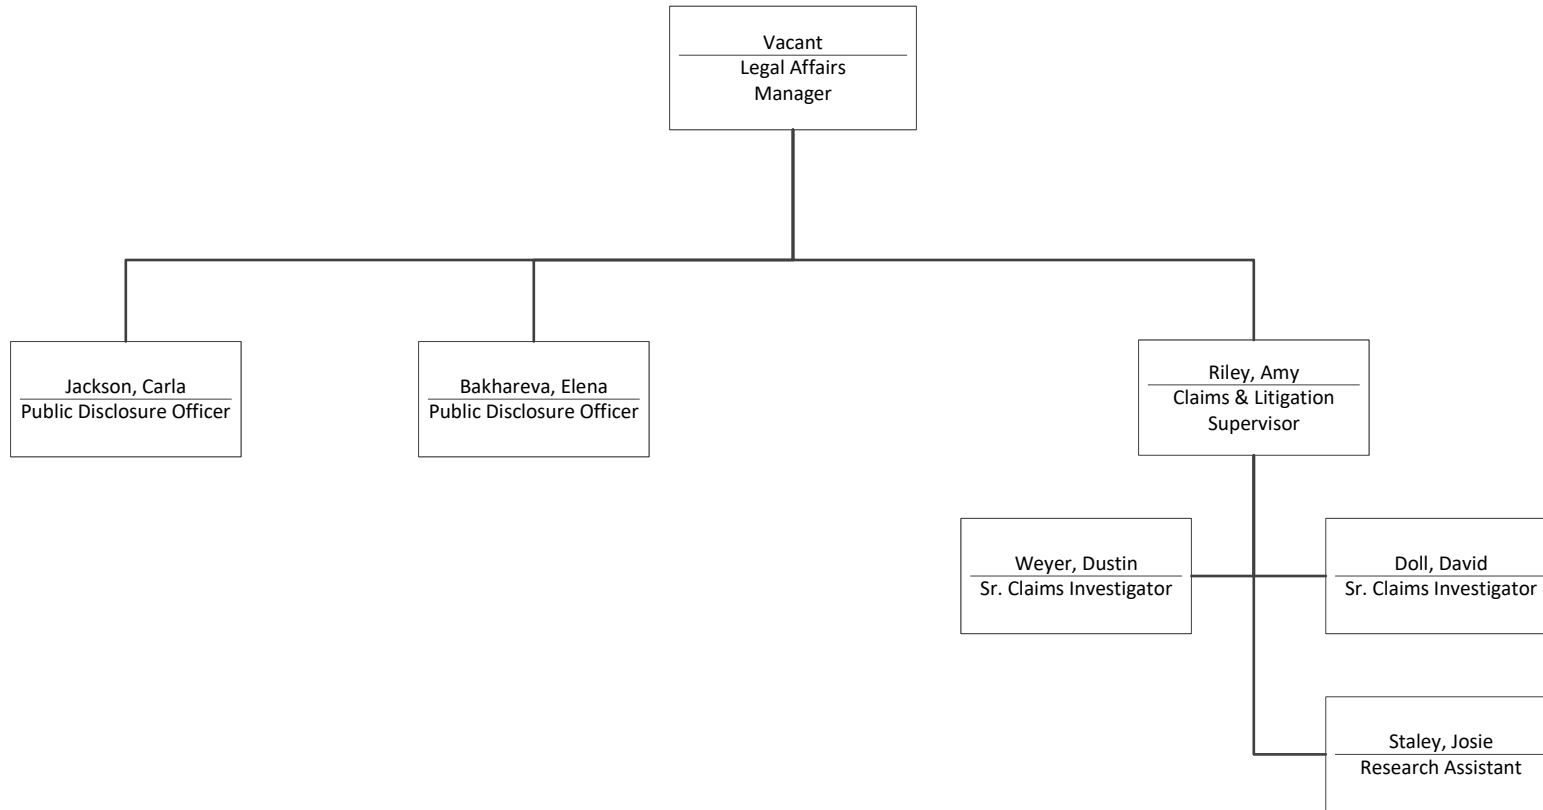 Vacant
Legal Affairs
Manager
Jackson, Carla
Public Disclosure Officer
Bakhareva, Elena
Public Disclosure Officer
Riley, Amy
Claims & Litigation
Supervisor
Weyer, Dustin
Sr. Claims Investigator
Doll, David
Sr. Claims Investigator
Staley, Josie
Research Assistant